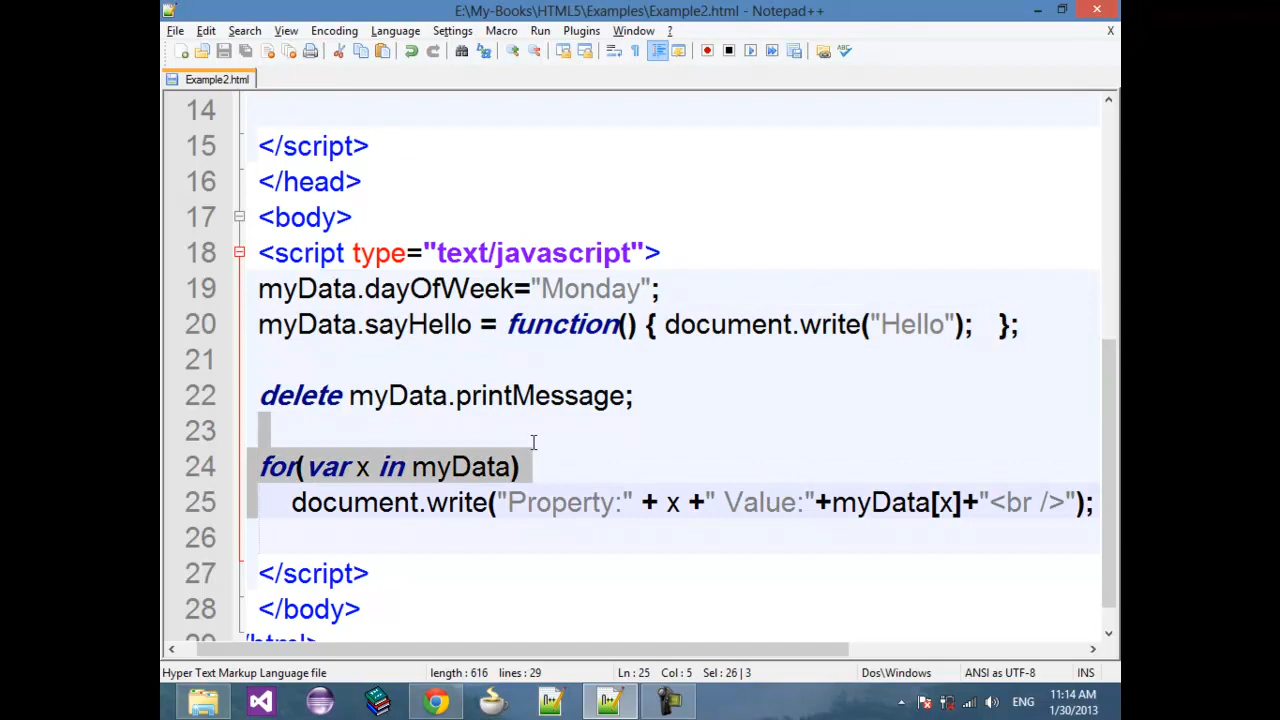 E:\My-Books\HTML5\Examples\Example2.html - Notepad++
File Edit Search View Encoding Language Settings Macro Run Plugins Window ? X
Example2.html
14
15 </script>
16 </head>
17 <body>
18 <script type="text/javascript">
19 myData.dayOfWeek="Monday";
20 myData.sayHello = function() { document.write("Hello"); };
21
22 delete myData.printMessage;
23
24 for(var x in myData)
25 document.write("Property:" + x +" Value:"+myData[x]+"<br />");
26
27 </script>
28 </body>
Hyper Text Markup Language file length : 616 lines : 29 Ln : 25 Col : 5 Sel : 26 | 3 Dos\Windows ANSI as UTF-8 INS
ENG 11:14 AM
1/30/2013